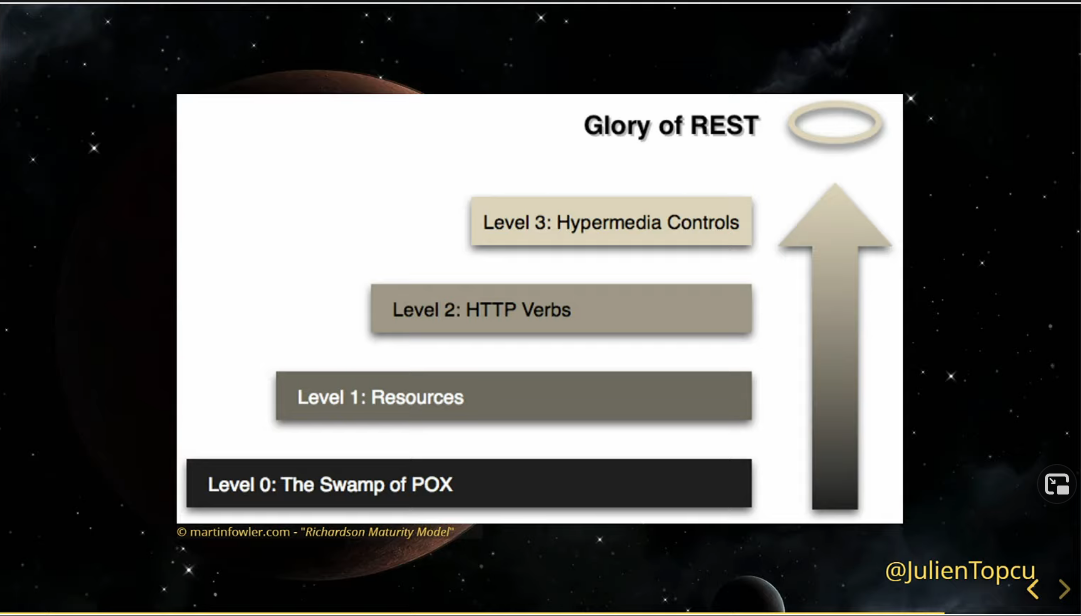 Glory of REST
Level 3: Hypermedia Controls
Level 2: HTTP Verbs
Level 1: Resources
Level 0: The Swamp of POX
© martinfowler.com - "Richardson Maturity Model"
@JulienTopcu